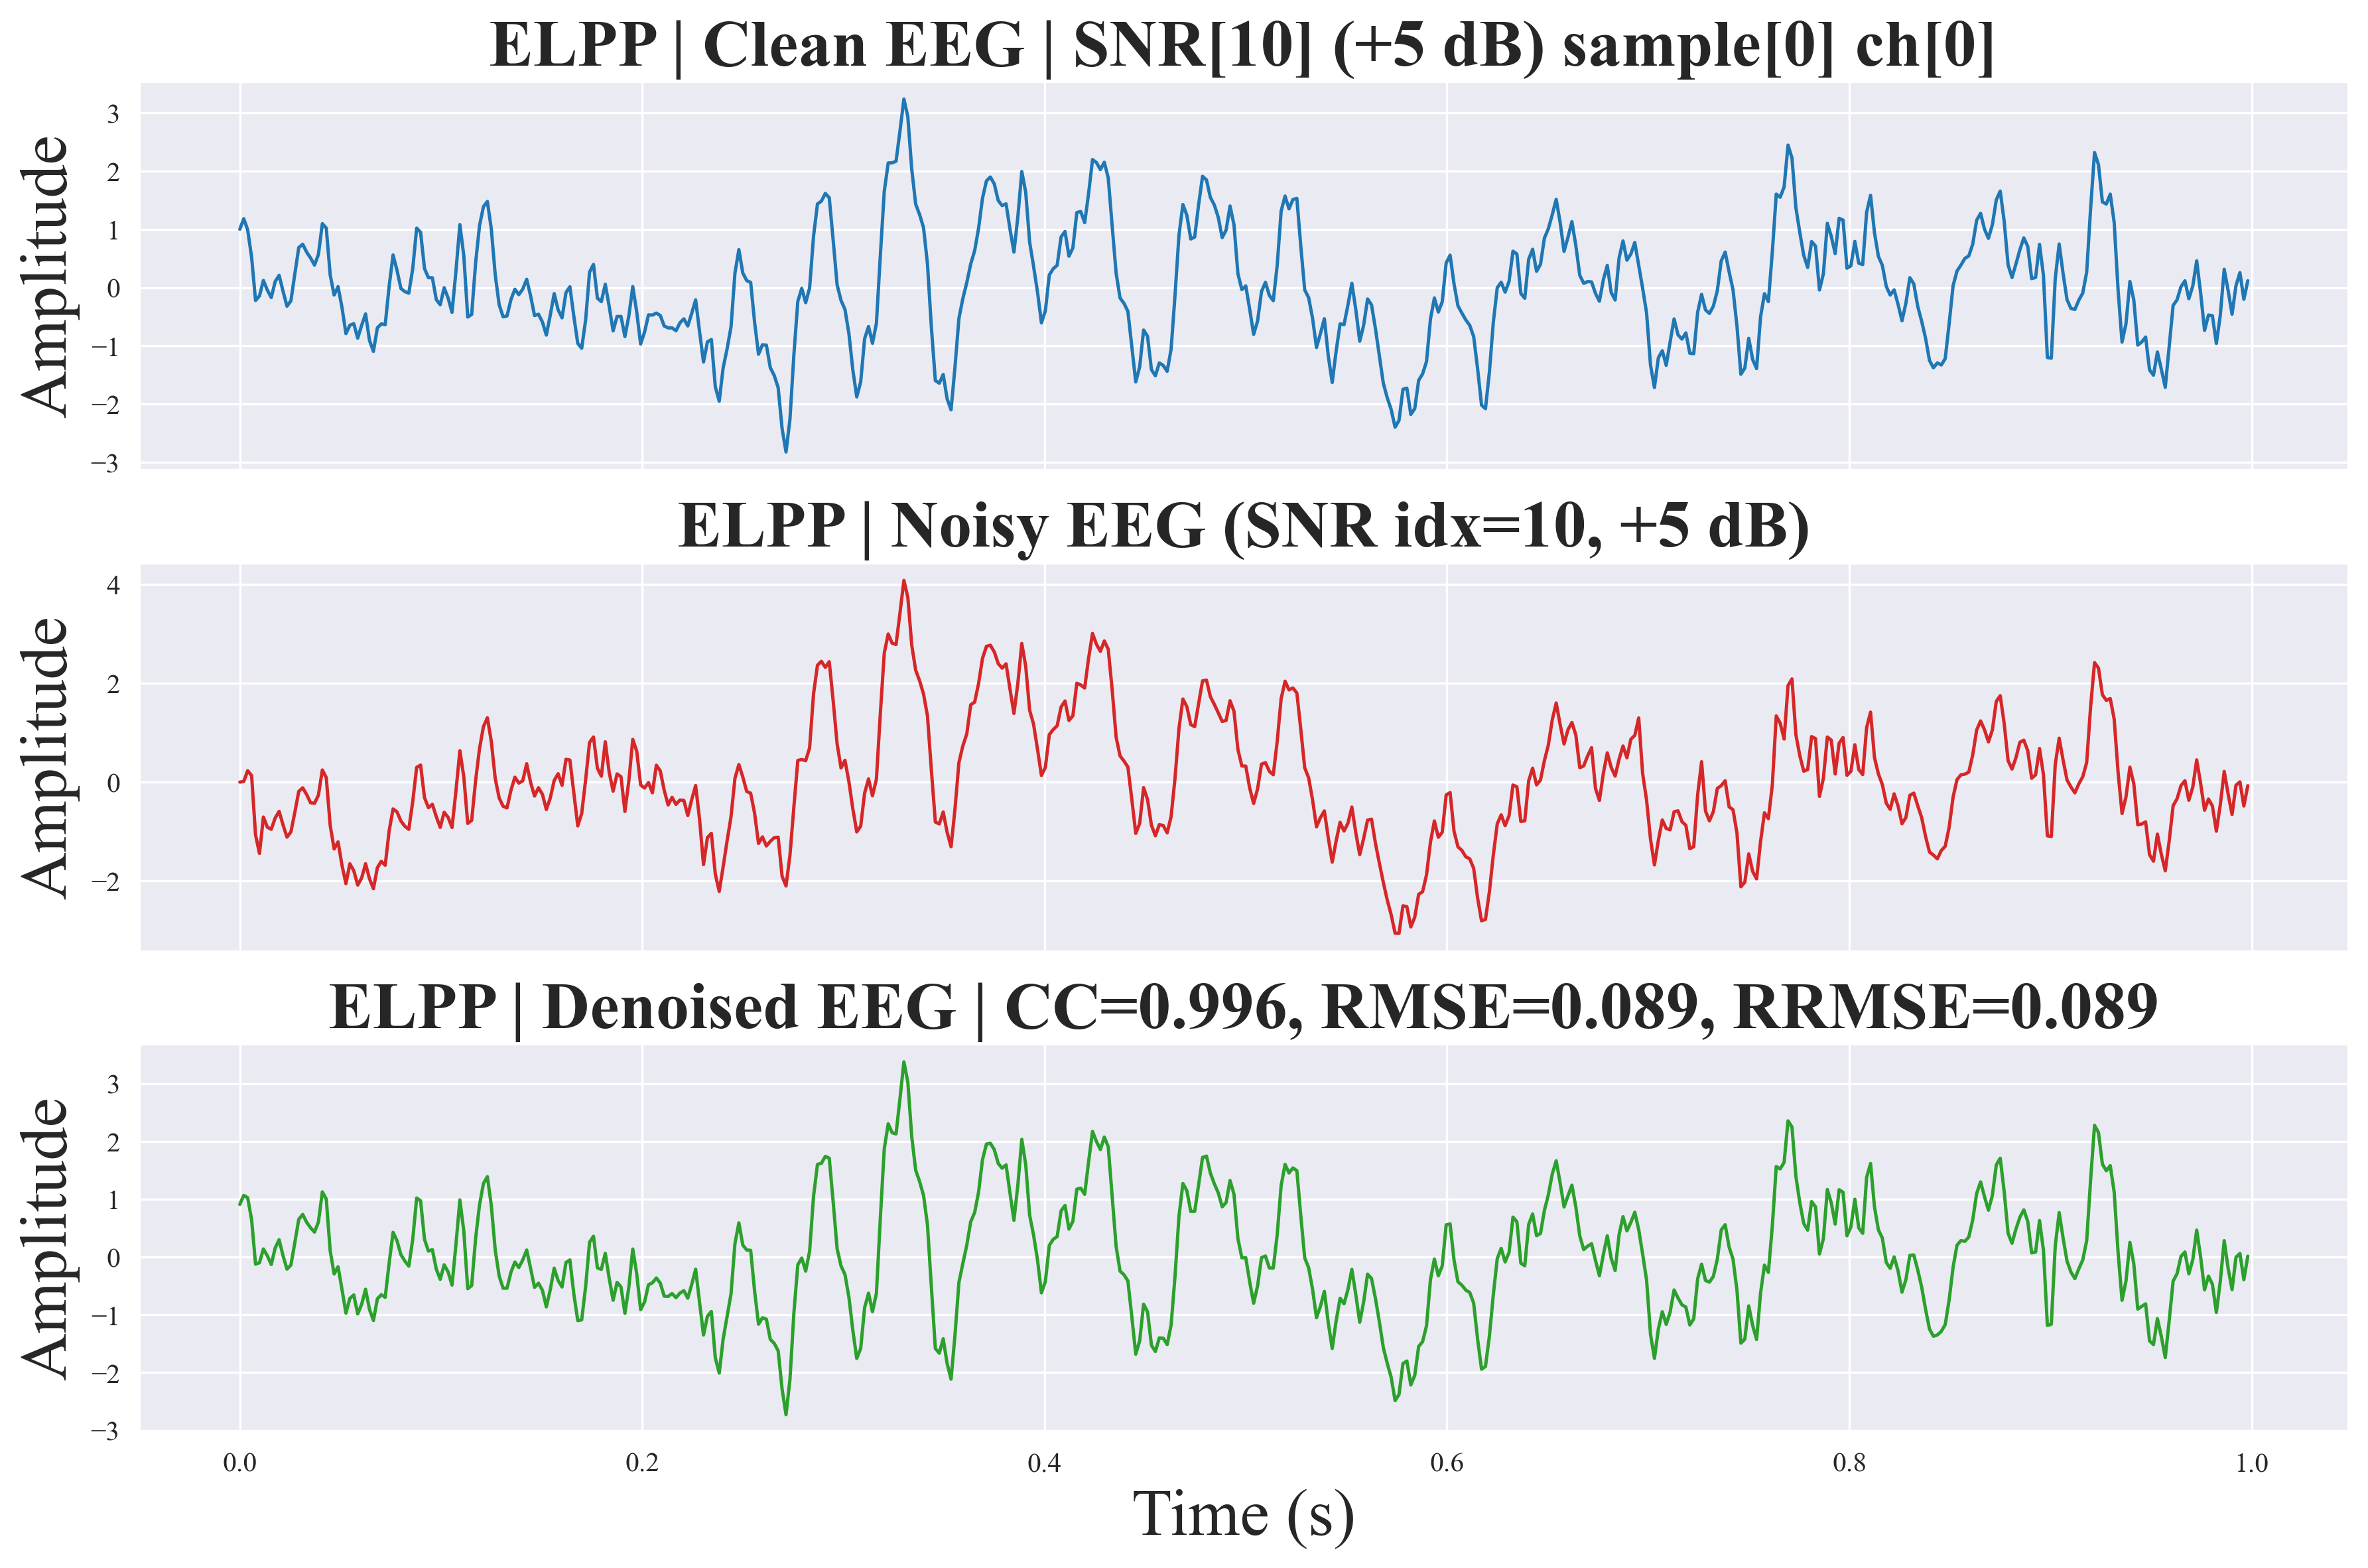 ELPP | Clean EEG | SNR[10] (+5 dB) sample[0] ch[0]
Amplitude
3
2
1
0
−1
−2
−3
ELPP | Noisy EEG (SNR idx=10, +5 dB)
Amplitude
4
2
0
−2
ELPP | Denoised EEG | CC=0.996, RMSE=0.089, RRMSE=0.089
Amplitude
3
2
1
0
−1
−2
−3
0.0 0.2 0.4 0.6 0.8 1.0
Time (s)